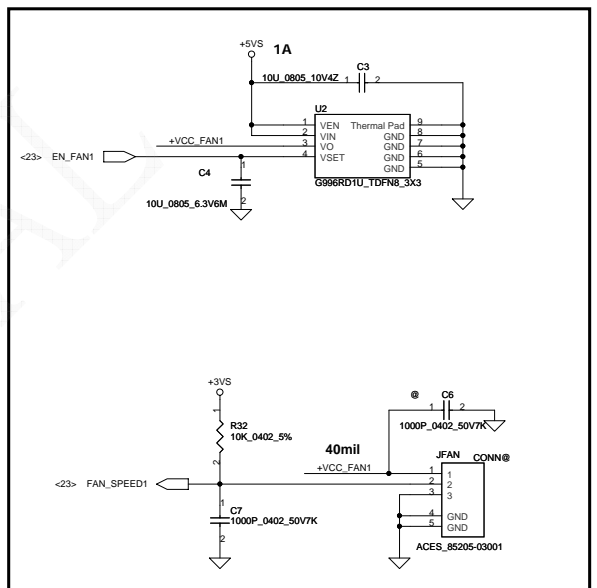 +5VS
1A
C3
10U_0805_10V4Z 1 2
U2
1 VEN Thermal Pad 9
2 VIN GND 8
+VCC_FAN1 3 VO GND 7
<23> EN_FAN1 4 VSET GND 6
GND 5
G996RD1U_TDFN8_3X3
C4
1
2
10U_0805_6.3V6M
+3VS
@ C6
1 2
1000P_0402_50V7K
1
R32
10K_0402_5%
2
40mil
+VCC_FAN1
JFAN CONN@
1 1
<23> FAN_SPEED1 2 2
3 3
4 GND
5 GND
ACES_85205-03001
1
C7
1000P_0402_50V7K
2